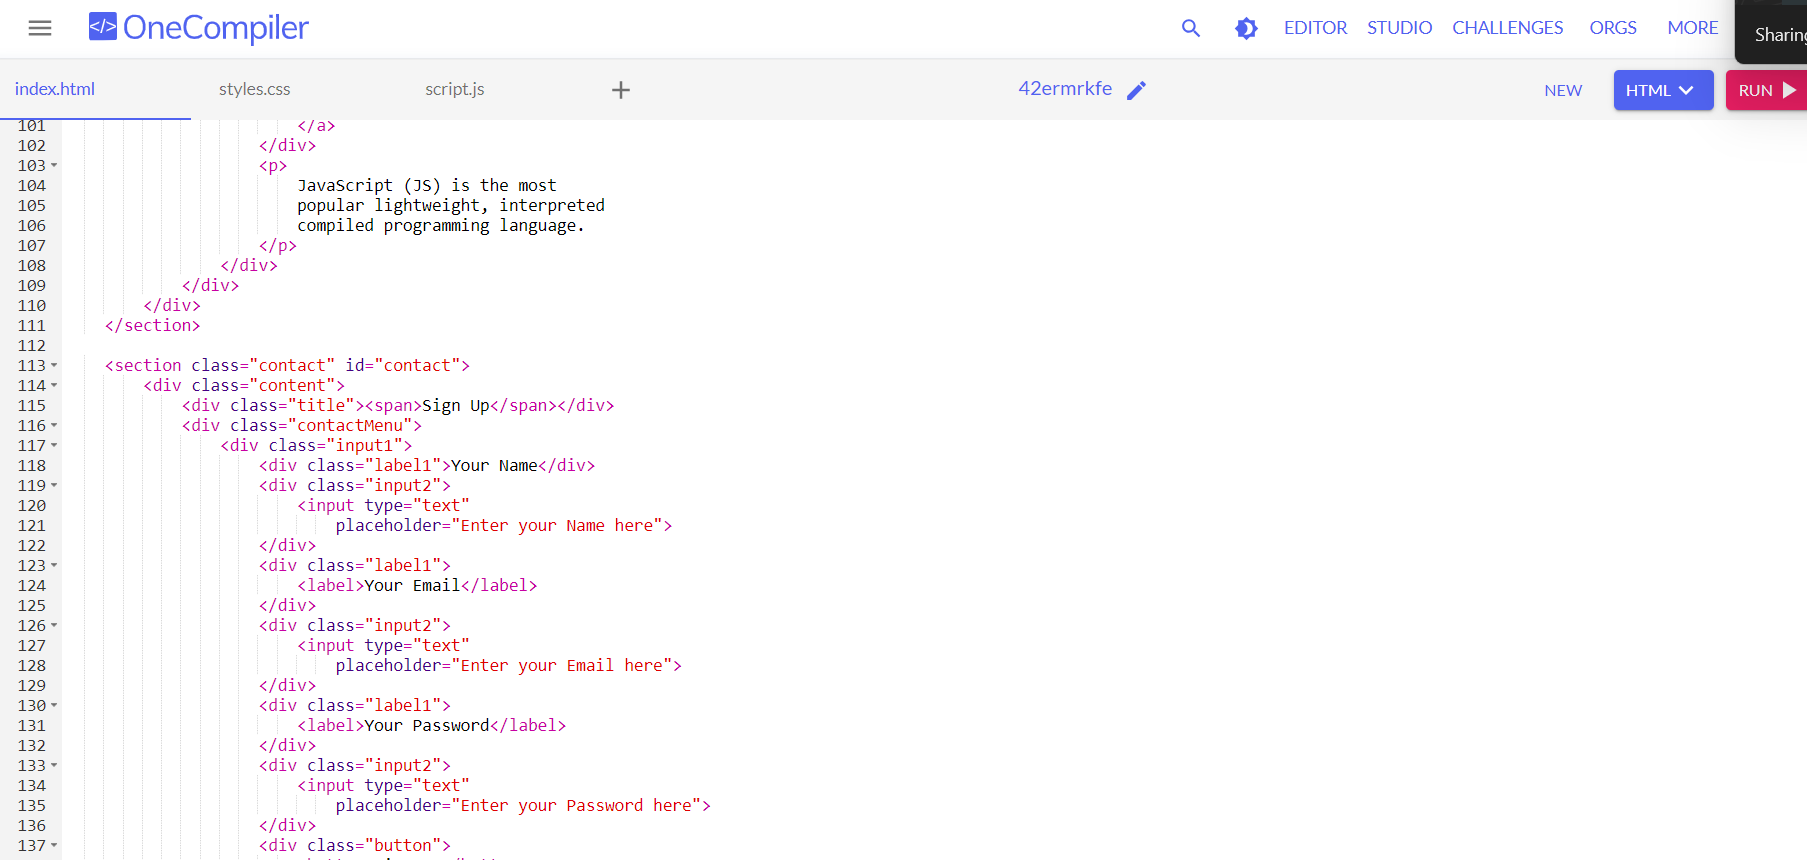 </> OneCompiler
EDITOR STUDIO CHALLENGES ORGS MORE
Sharing
index.html styles.css script.js + 42ermrkfe NEW HTML RUN
101 </a>
102 </div>
103 <p>
104 JavaScript (JS) is the most
105 popular lightweight, interpreted
106 compiled programming language.
107 </p>
108 </div>
109 </div>
110 </div>
111 </section>
112
113 <section class="contact" id="contact">
114 <div class="content">
115 <div class="title"><span>Sign Up</span></div>
116 <div class="contactMenu">
117 <div class="input1">
118 <div class="label1">Your Name</div>
119 <div class="input2">
120 <input type="text"
121 placeholder="Enter your Name here">
122 </div>
123 <div class="label1">
124 <label>Your Email</label>
125 </div>
126 <div class="input2">
127 <input type="text"
128 placeholder="Enter your Email here">
129 </div>
130 <div class="label1">
131 <label>Your Password</label>
132 </div>
133 <div class="input2">
134 <input type="text"
135 placeholder="Enter your Password here">
136 </div>
137 <div class="button">